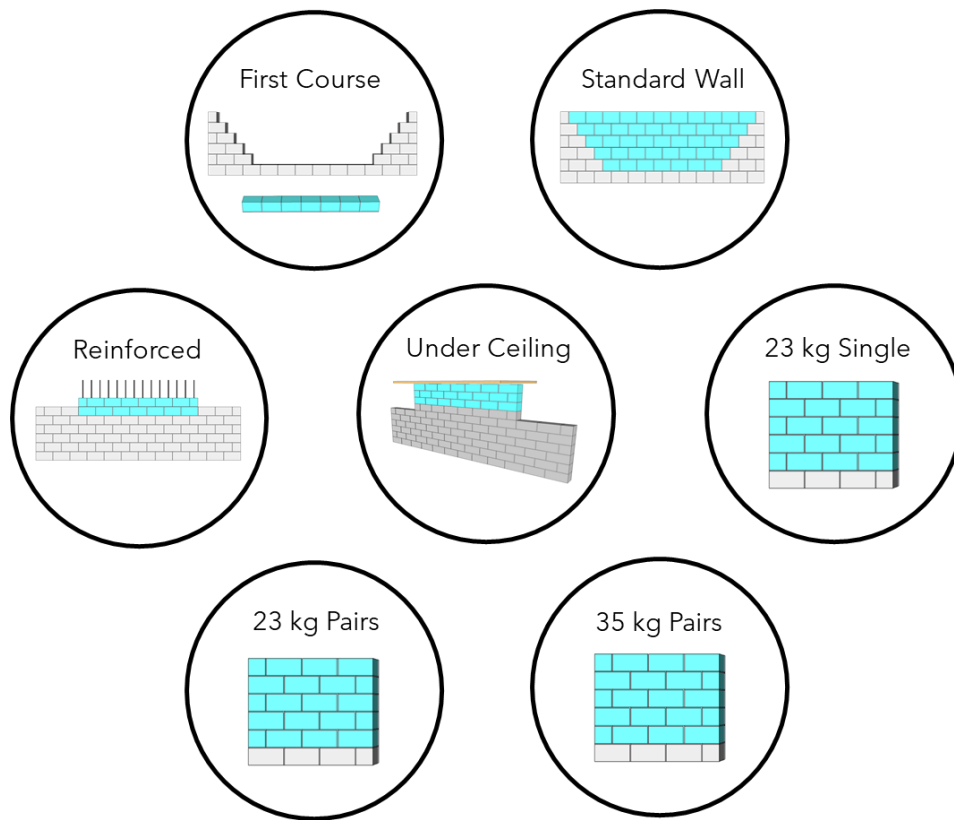 First Course
Standard Wall
Reinforced
Under Ceiling
23 kg Single
23 kg Pairs
35 kg Pairs